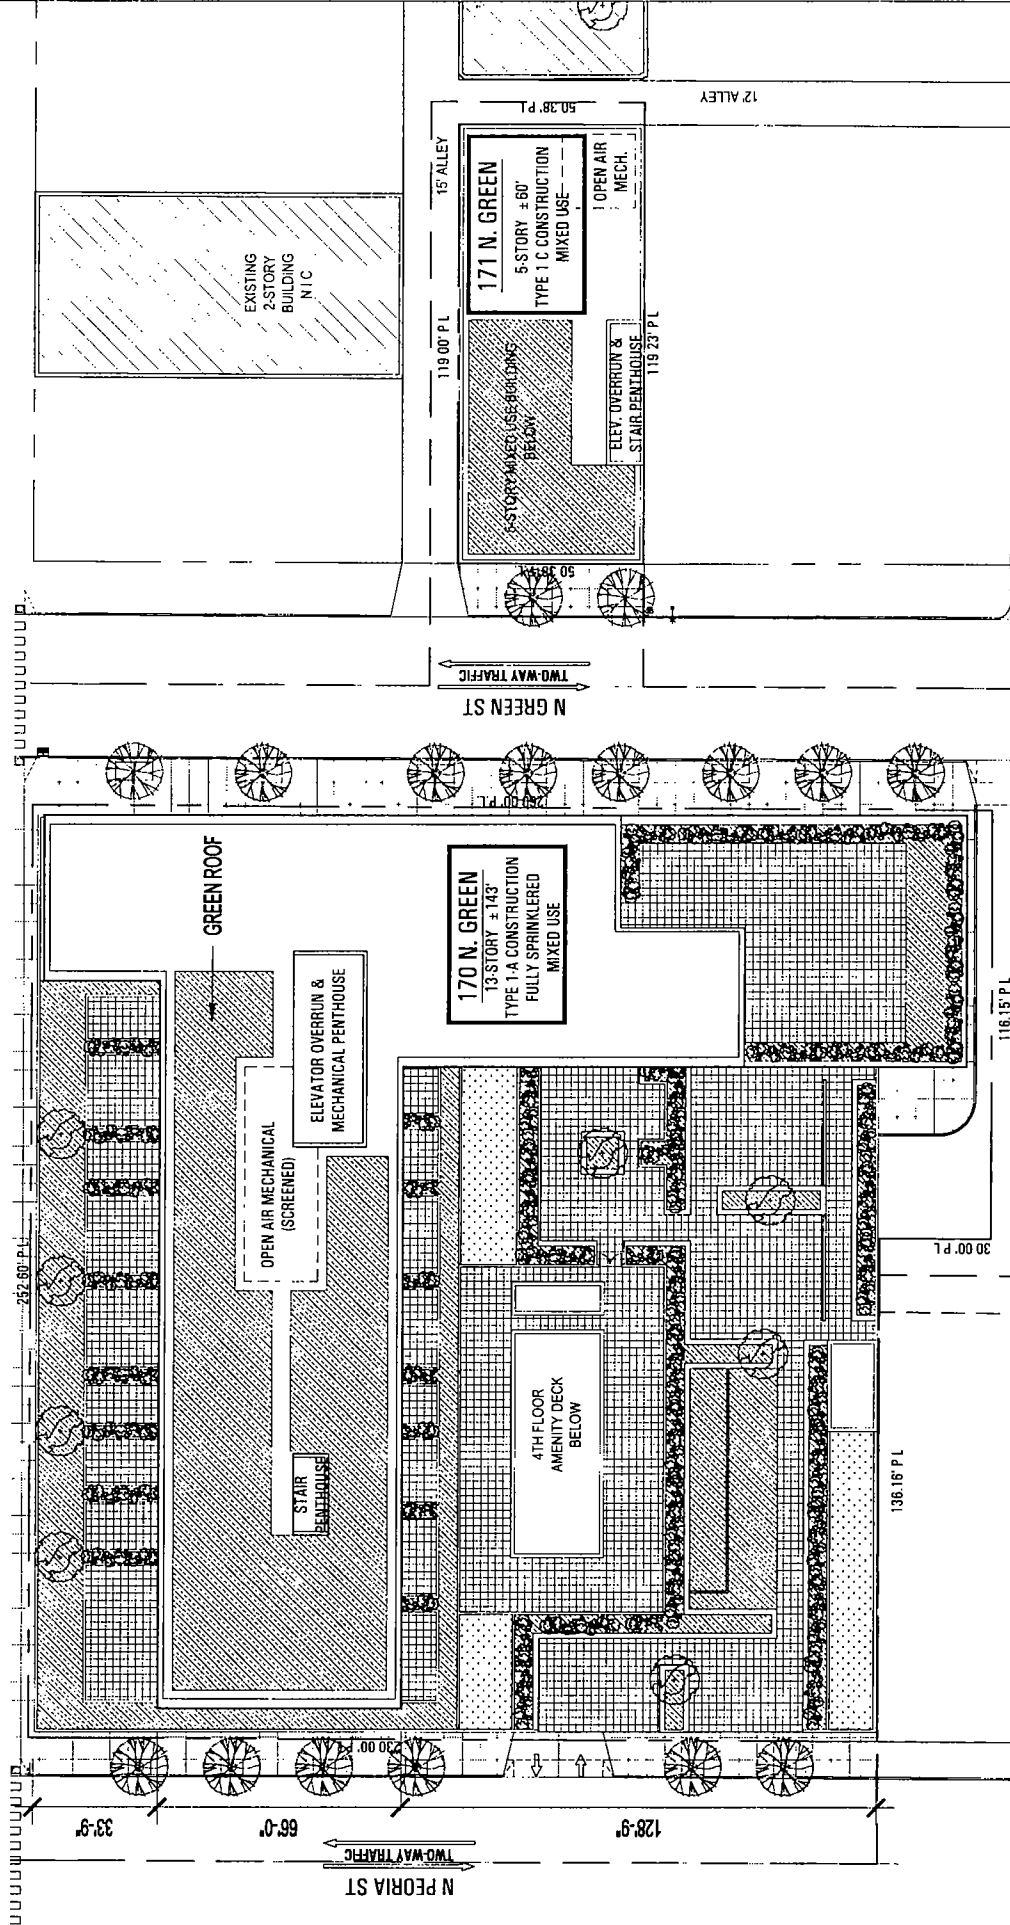 12' ALLEY
50.38' P.L
15' ALLEY
171 N. GREEN
5-STORY ±60'
TYPE 1 C CONSTRUCTION
MIXED USE
OPEN AIR
MECH.
EXISTING
2-STORY
BUILDING
N I C
119 00' P L
5-STORY MIXED USE BUILDING
BELOW
ELEV. OVERRUN &
STAIR PENTHOUSE
119 23' P L
50 38' P.L
TWO-WAY TRAFFIC
N GREEN ST
260 00' P.L
GREEN ROOF
170 N. GREEN
13-STORY ±143'
TYPE 1-A CONSTRUCTION
FULLY SPRINKLERED
MIXED USE
ELEVATOR OVERRUN &
MECHANICAL PENTHOUSE
OPEN AIR MECHANICAL
(SCREENED)
116.15' P L
252 60' P L
30 00' P L
4TH FLOOR
AMENITY DECK
BELOW
STAIR
PENTHOUSE
136.16' P L
33'-9"
66'-0"
128'-9"
TWO-WAY TRAFFIC
N PEORIA ST